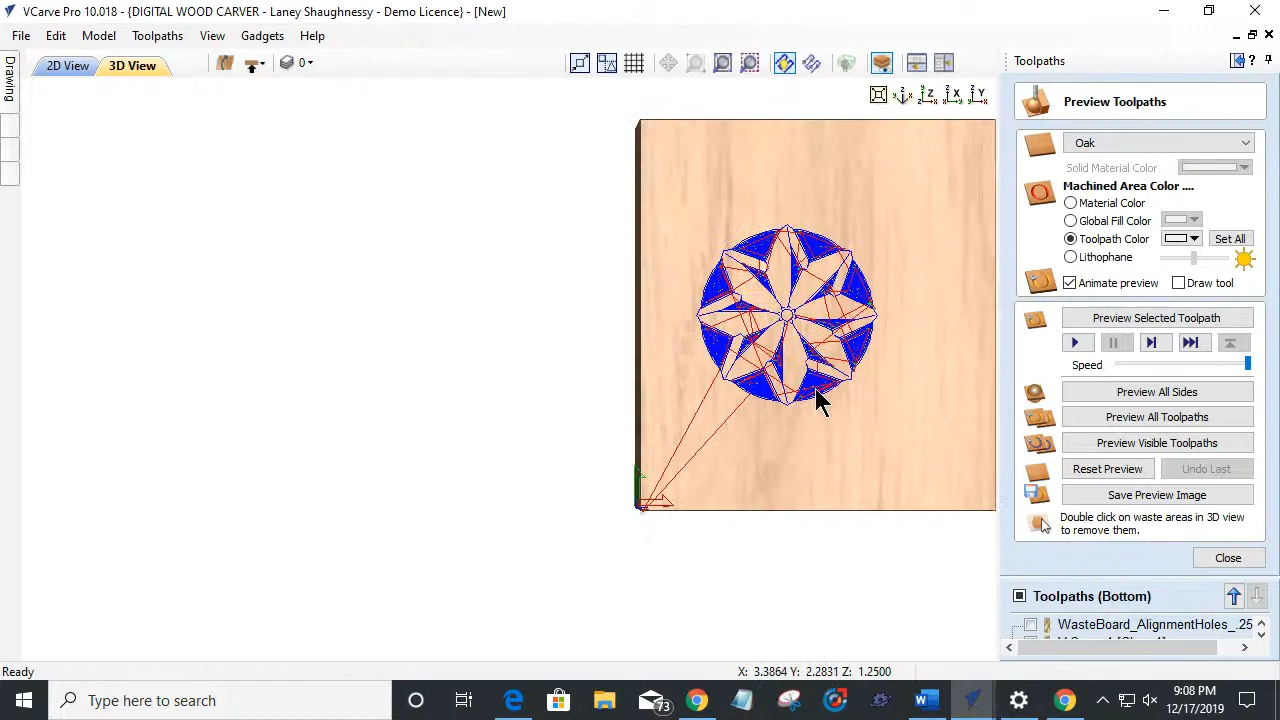 VCarve Pro 10.018 - {DIGITAL WOOD CARVER - Laney Shaughnessy - Demo Licence} - [New]
File Edit Model Toolpaths View Gadgets Help
Drawing
2D View 3D View
0
Z X Y
Toolpaths
Preview Toolpaths
Oak
Solid Material Color
Machined Area Color ....
Material Color
Global Fill Color
Toolpath Color Set All
Lithophane
Animate preview Draw tool
Preview Selected Toolpath
Speed
Preview All Sides
Preview All Toolpaths
Preview Visible Toolpaths
Reset Preview Undo Last
Save Preview Image
Double click on waste areas in 3D view
to remove them.
Close
Toolpaths (Bottom)
WasteBoard_AlignmentHoles_.25
Ready X: 3.3864 Y: 2.2831 Z: 1.2500
Type here to search
73
9:08 PM
12/17/2019